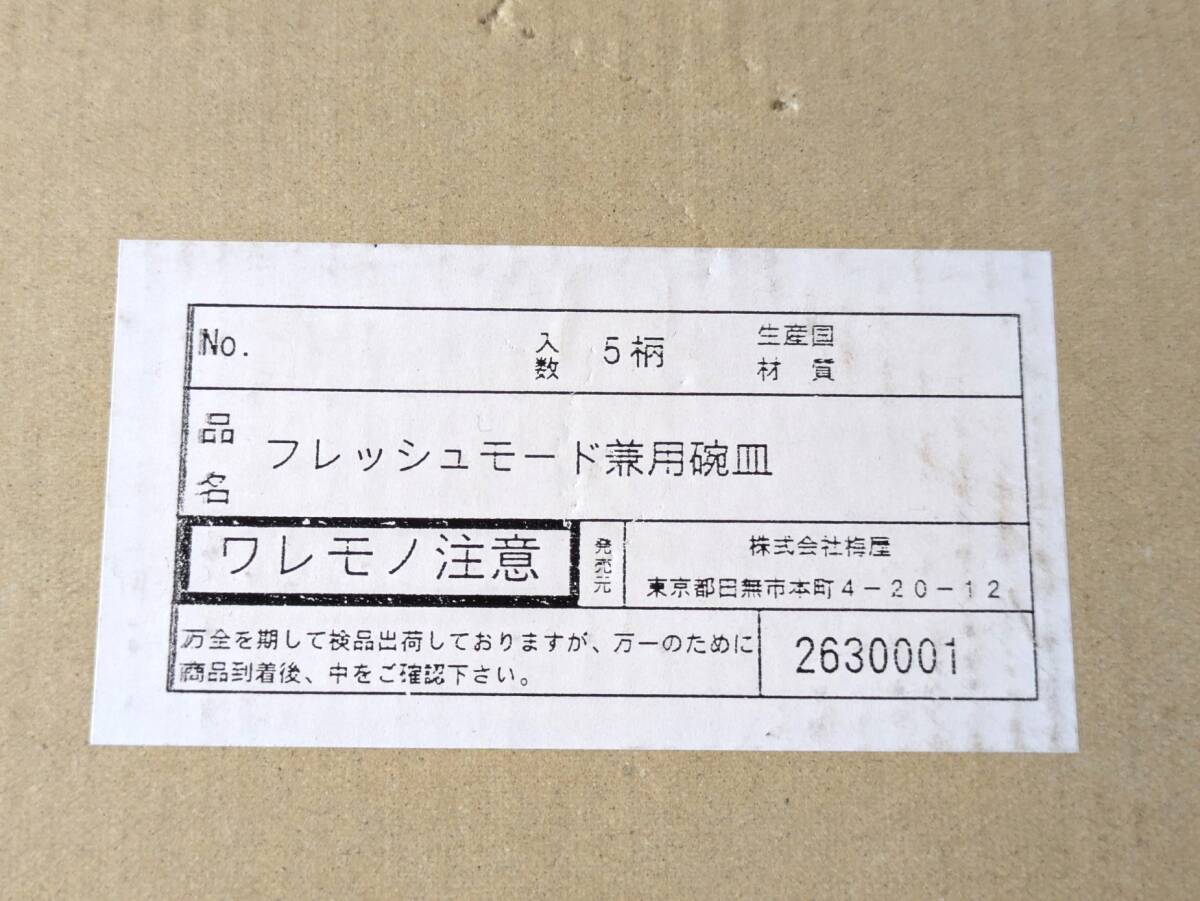 No.
入数 5柄
生産国
材質
品名 フレッシュモード兼用碗皿
ワレモノ注意
発売元
株式会社梅屋
東京都田無市本町4-20-12
万全を期して検品出荷しておりますが、万一のために
商品到着後、中をご確認下さい。
2630001